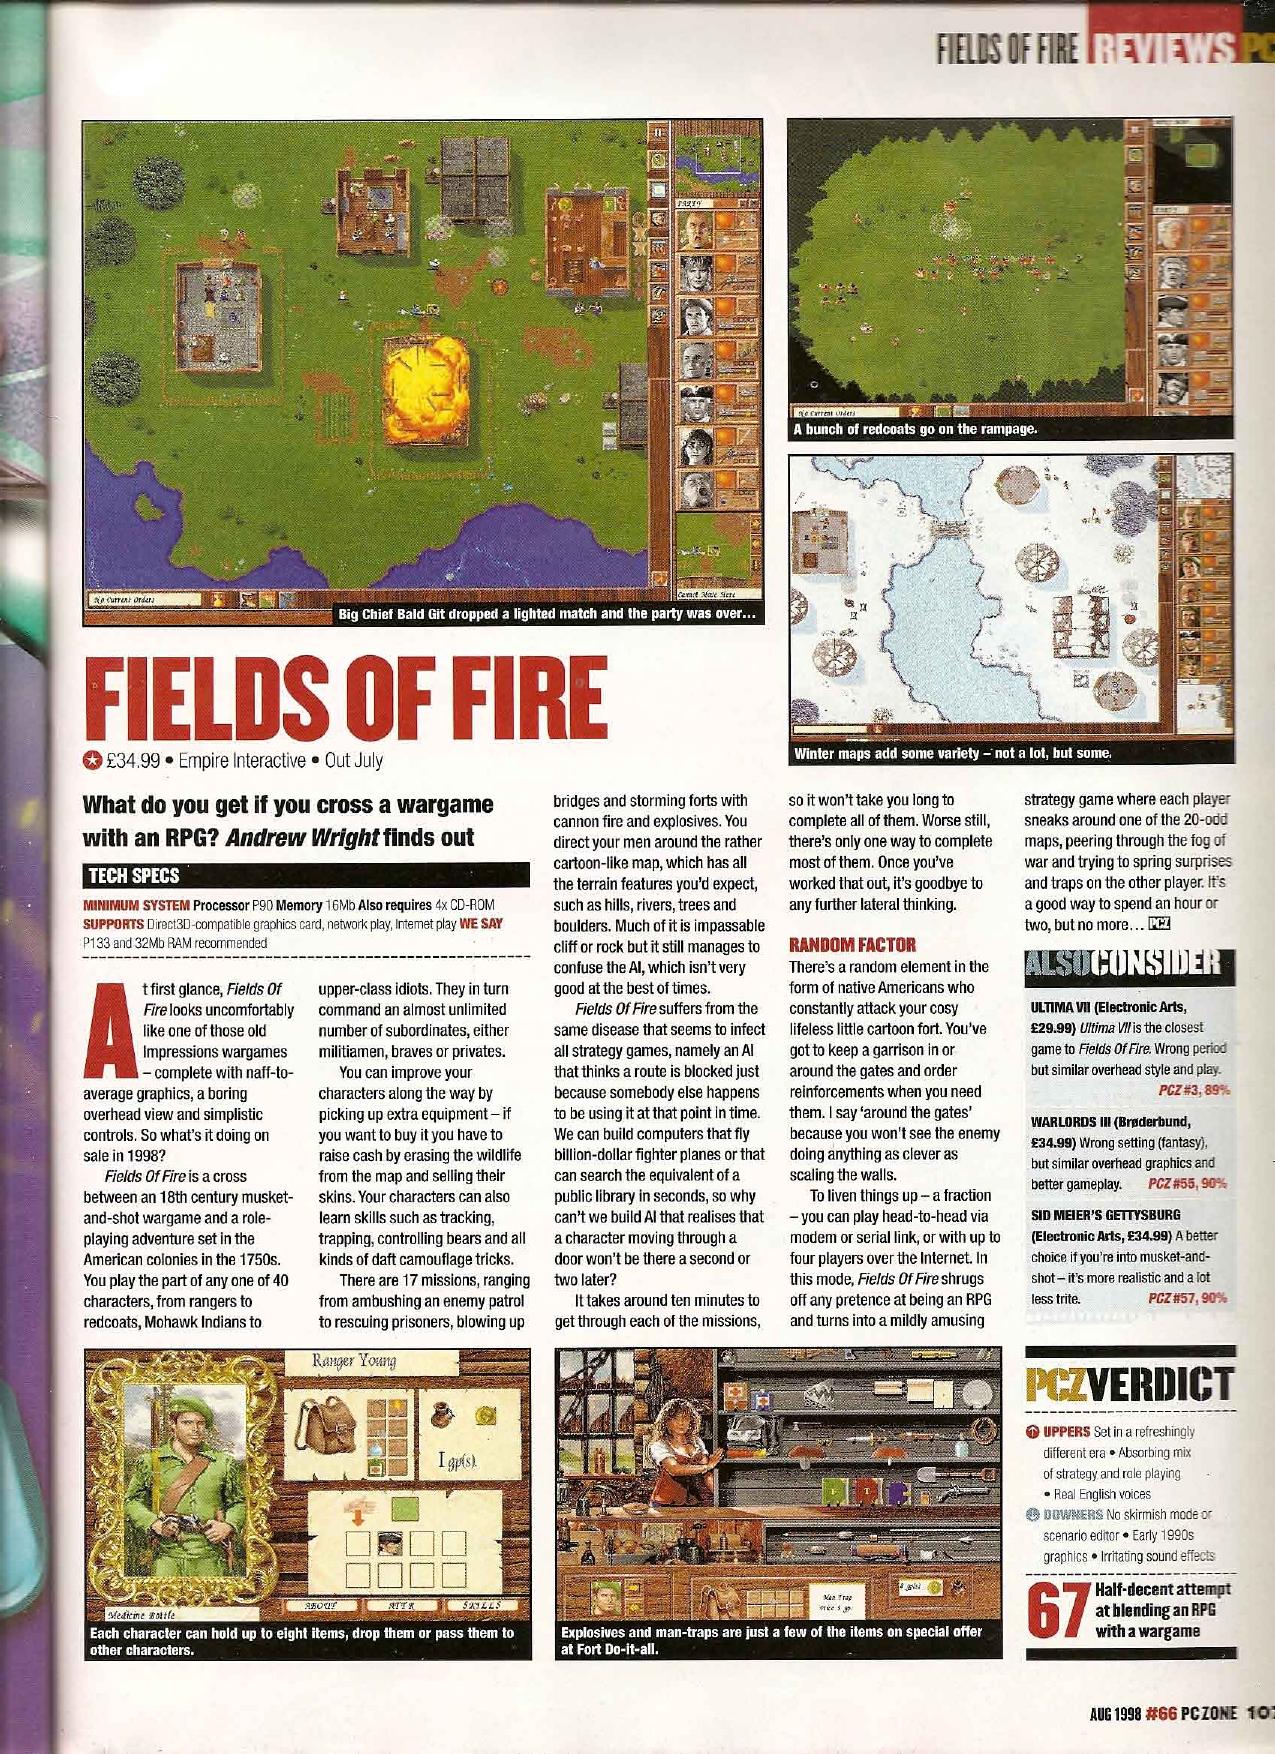 FIELDS OF FIRE REVIEWS PC
No Current Orders
Cannot Move Here
Big Chief Bald Git dropped a lighted match and the party was over...
No Current Orders
A bunch of redcoats go on the rampage.
Winter maps add some variety – not a lot, but some.
FIELDS OF FIRE
£34.99 • Empire Interactive • Out July
What do you get if you cross a wargame
with an RPG? Andrew Wright finds out
TECH SPECS
MINIMUM SYSTEM Processor P90 Memory 16Mb Also requires 4x CD-ROM
SUPPORTS Direct3D-compatible graphics card, network play, Internet play WE SAY
P133 and 32Mb RAM recommended
At first glance, Fields Of
Fire looks uncomfortably
like one of those old
Impressions wargames
– complete with naff-to-
average graphics, a boring
overhead view and simplistic
controls. So what's it doing on
sale in 1998?
Fields Of Fire is a cross
between an 18th century musket-
and-shot wargame and a role-
playing adventure set in the
American colonies in the 1750s.
You play the part of any one of 40
characters, from rangers to
redcoats, Mohawk Indians to
upper-class idiots. They in turn
command an almost unlimited
number of subordinates, either
militiamen, braves or privates.
You can improve your
characters along the way by
picking up extra equipment – if
you want to buy it you have to
raise cash by erasing the wildlife
from the map and selling their
skins. Your characters can also
learn skills such as tracking,
trapping, controlling bears and all
kinds of daft camouflage tricks.
There are 17 missions, ranging
from ambushing an enemy patrol
to rescuing prisoners, blowing up
bridges and storming forts with
cannon fire and explosives. You
direct your men around the rather
cartoon-like map, which has all
the terrain features you'd expect,
such as hills, rivers, trees and
boulders. Much of it is impassable
cliff or rock but it still manages to
confuse the AI, which isn't very
good at the best of times.
Fields Of Fire suffers from the
same disease that seems to infect
all strategy games, namely an AI
that thinks a route is blocked just
because somebody else happens
to be using it at that point in time.
We can build computers that fly
billion-dollar fighter planes or that
can search the equivalent of a
public library in seconds, so why
can't we build AI that realises that
a character moving through a
door won't be there a second or
two later?
It takes around ten minutes to
get through each of the missions,
so it won't take you long to
complete all of them. Worse still,
there's only one way to complete
most of them. Once you've
worked that out, it's goodbye to
any further lateral thinking.
RANDOM FACTOR
There's a random element in the
form of native Americans who
constantly attack your cosy
lifeless little cartoon fort. You've
got to keep a garrison in or
around the gates and order
reinforcements when you need
them. I say 'around the gates'
because you won't see the enemy
doing anything as clever as
scaling the walls.
To liven things up – a fraction
– you can play head-to-head via
modem or serial link, or with up to
four players over the Internet. In
this mode, Fields Of Fire shrugs
off any pretence at being an RPG
and turns into a mildly amusing
strategy game where each player
sneaks around one of the 20-odd
maps, peering through the fog of
war and trying to spring surprises
and traps on the other player. It's
a good way to spend an hour or
two, but no more... PCZ
ALSO CONSIDER
ULTIMA VII (Electronic Arts,
£29.99) Ultima VII is the closest
game to Fields Of Fire. Wrong period
but similar overhead style and play.
PCZ #3, 89%
WARLORDS III (Brøderbund,
£34.99) Wrong setting (fantasy),
but similar overhead graphics and
better gameplay. PCZ #55, 90%
SID MEIER'S GETTYSBURG
(Electronic Arts, £34.99) A better
choice if you're into musket-and-
shot – it's more realistic and a lot
less trite. PCZ #57, 90%
Ranger Young
1 gp(s).
Medicine Bottle
ABOUT ATTR SKILLS
Each character can hold up to eight items, drop them or pass them to
other characters.
Man Trap
Explosives and man-traps are just a few of the items on special offer
at Fort Do-it-all.
PCZVERDICT
UPPERS Set in a refreshingly
different era • Absorbing mix
of strategy and role playing
• Real English voices
DOWNERS No skirmish mode or
scenario editor • Early 1990s
graphics • Irritating sound effects
67 Half-decent attempt
at blending an RPG
with a wargame
AUG 1998 #66 PC ZONE 10